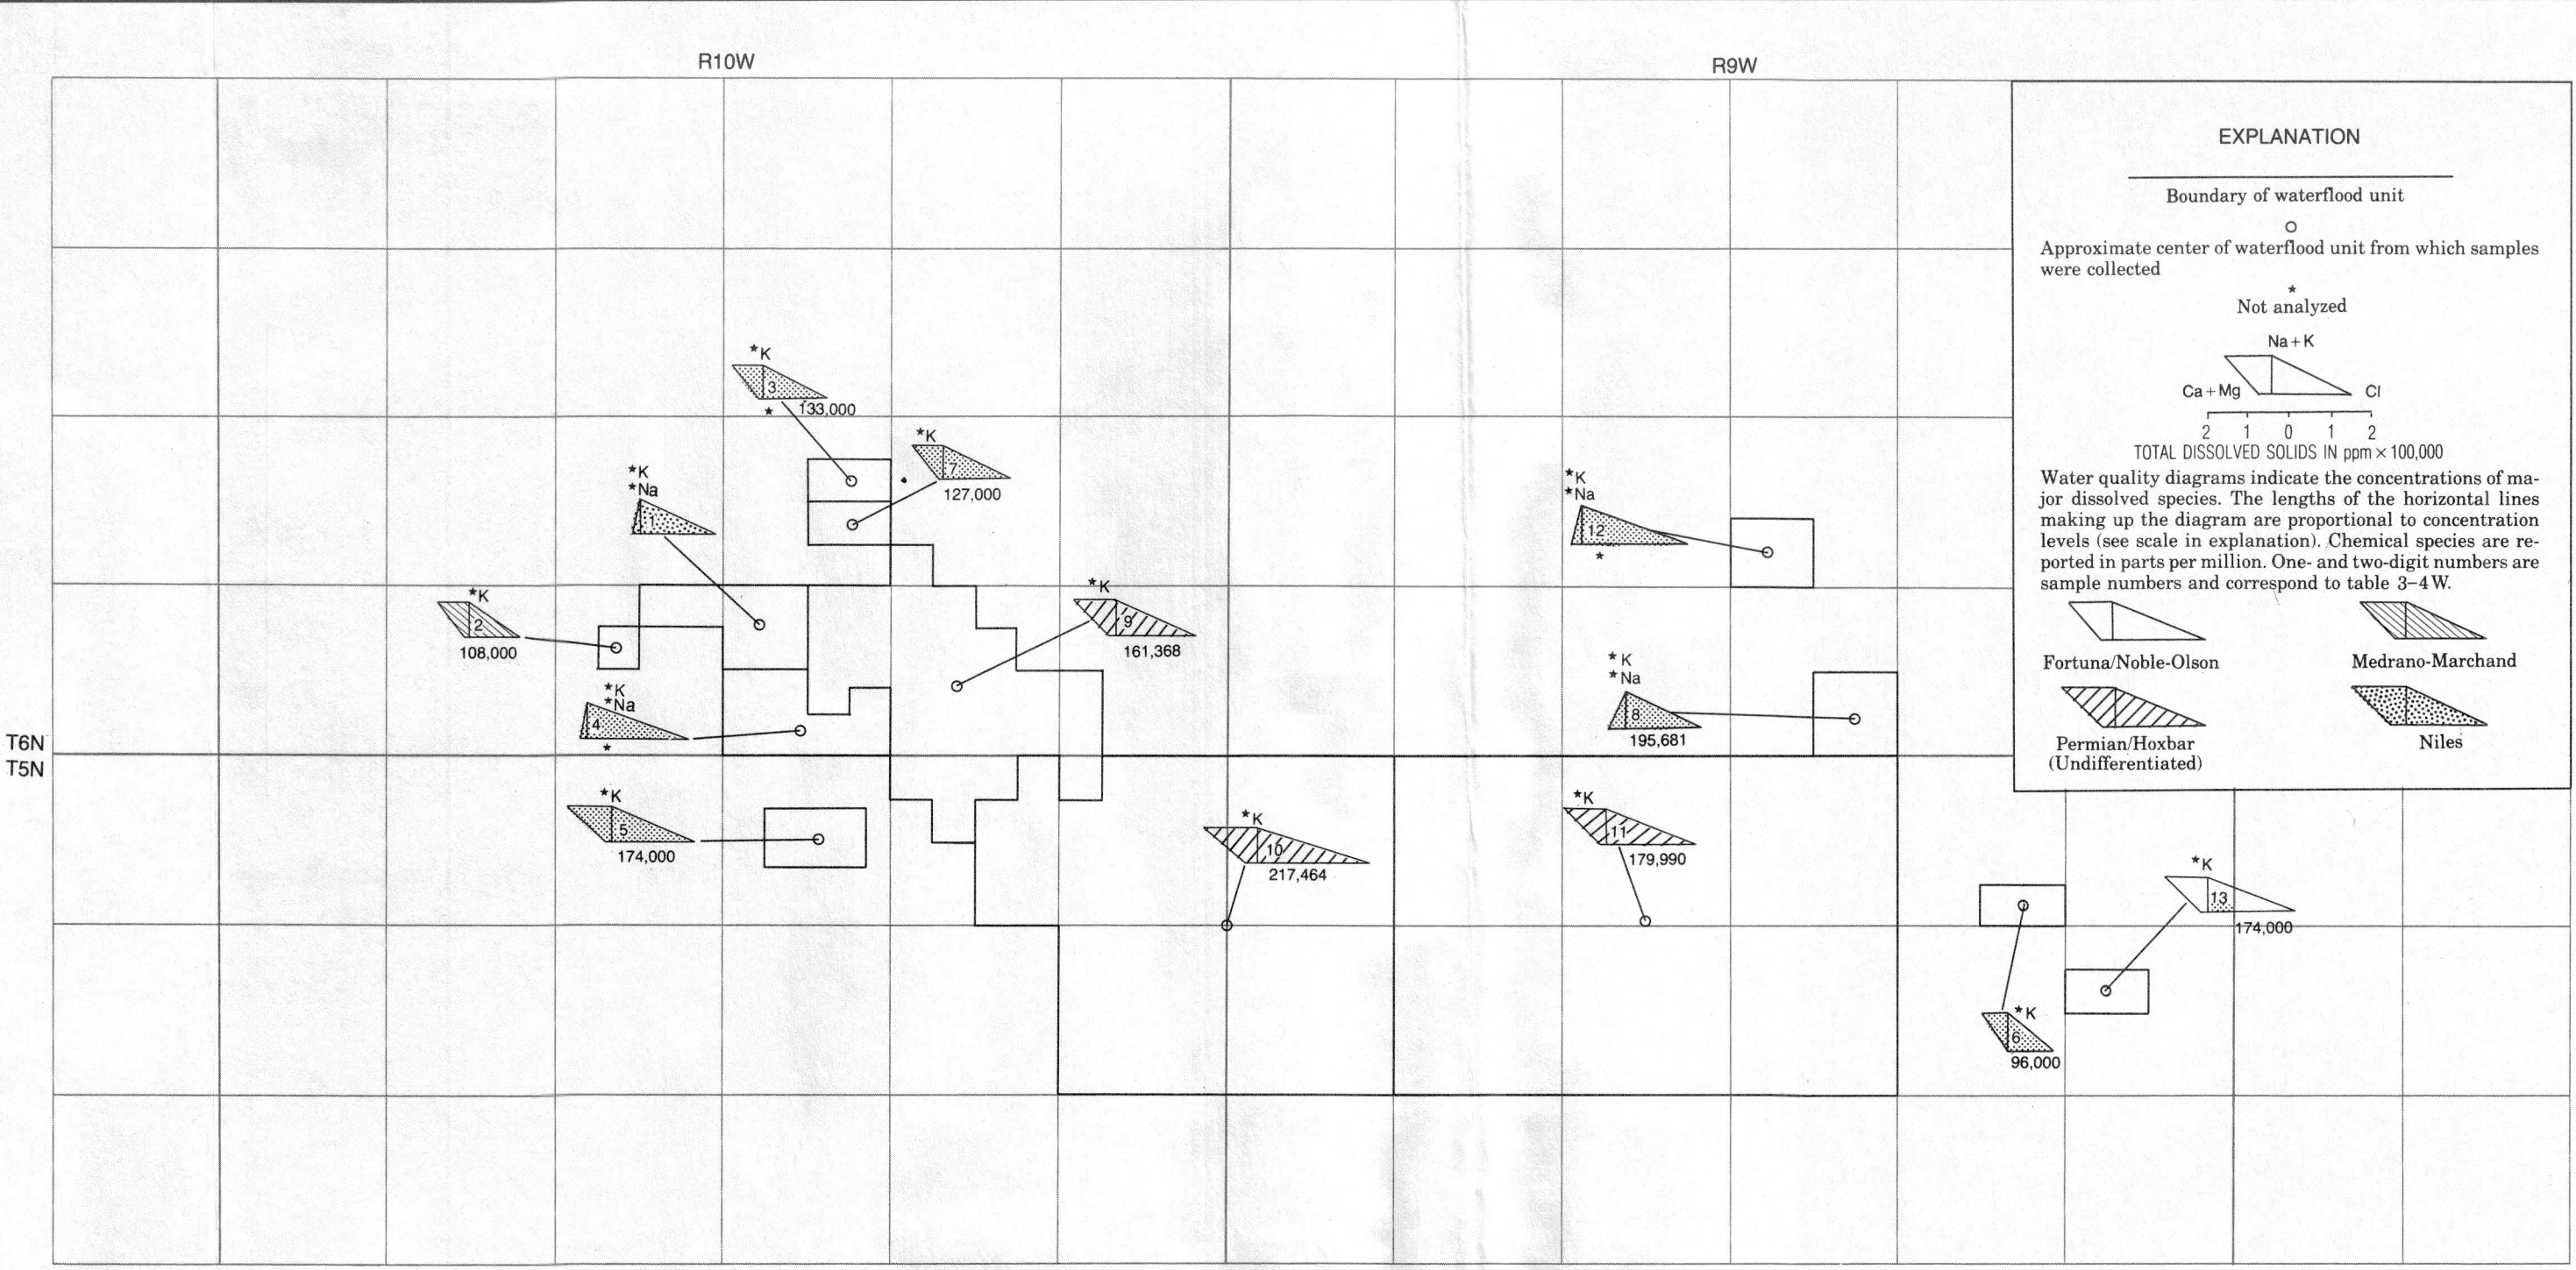 R10W
R9W
EXPLANATION
Boundary of waterflood unit
Approximate center of waterflood unit from which samples
were collected
★
Not analyzed
Na + K
Ca + Mg
Cl
2 1 0 1 2
TOTAL DISSOLVED SOLIDS IN ppm × 100,000
Water quality diagrams indicate the concentrations of ma-
jor dissolved species. The lengths of the horizontal lines
making up the diagram are proportional to concentration
levels (see scale in explanation). Chemical species are re-
ported in parts per million. One- and two-digit numbers are
sample numbers and correspond to table 3–4W.
Fortuna/Noble-Olson
Medrano-Marchand
Permian/Hoxbar
(Undifferentiated)
Niles
★K
3
★
133,000
★K
7
127,000
★K
★Na
1
★K
★Na
12
★
★K
2
108,000
★K
9
161,368
★K
★Na
4
★
★K
★Na
8
195,681
T6N
T5N
★K
5
174,000
★K
10
217,464
★K
11
179,990
★K
13
174,000
★K
6
96,000